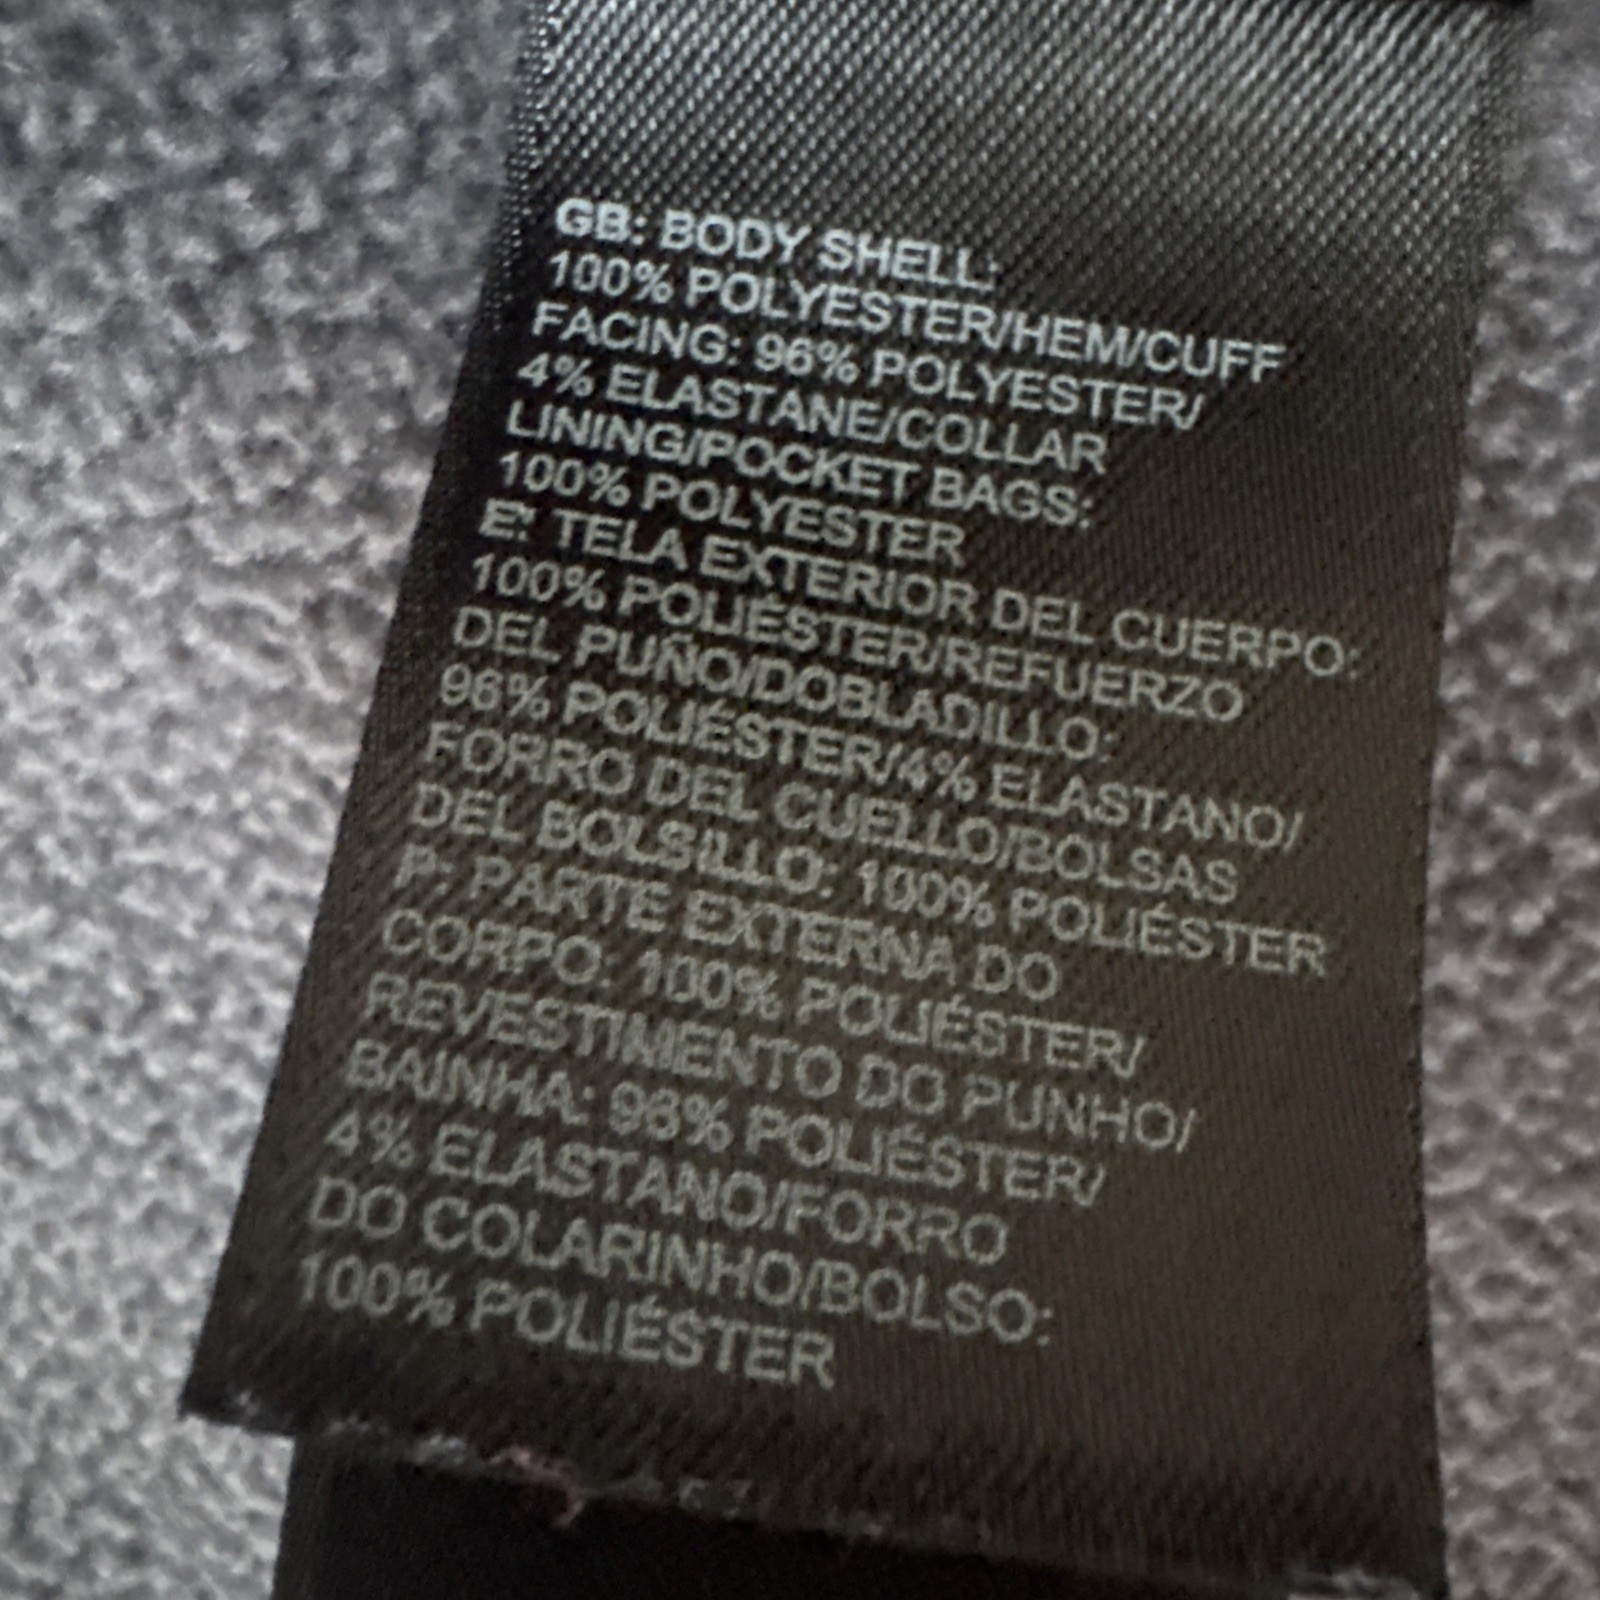 GB: BODY SHELL:
100% POLYESTER/HEM/CUFF
FACING: 96% POLYESTER/
4% ELASTANE/COLLAR
LINING/POCKET BAGS:
100% POLYESTER
E: TELA EXTERIOR DEL CUERPO:
100% POLIÉSTER/REFUERZO
DEL PUÑO/DOBLADILLO:
96% POLIÉSTER/4% ELASTANO/
FORRO DEL CUELLO/BOLSAS
DEL BOLSILLO: 100% POLIÉSTER
P: PARTE EXTERNA DO
CORPO: 100% POLIÉSTER/
REVESTIMENTO DO PUNHO/
BAINHA: 96% POLIÉSTER/
4% ELASTANO/FORRO
DO COLARINHO/BOLSO:
100% POLIÉSTER